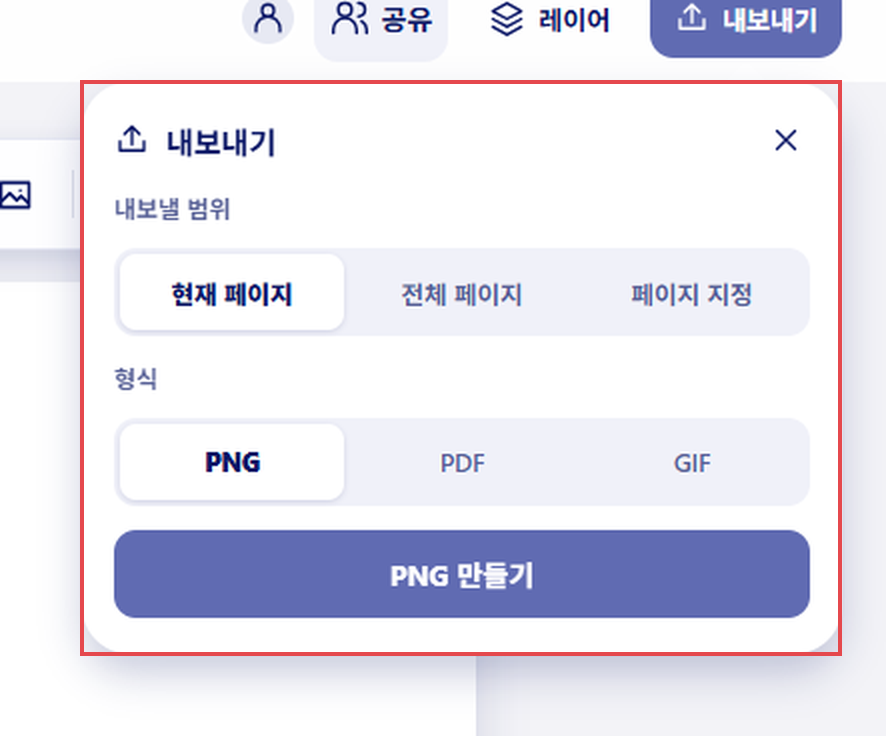 공유 레이어 내보내기
내보내기
내보낼 범위
현재 페이지 전체 페이지 페이지 지정
형식
PNG PDF GIF
PNG 만들기